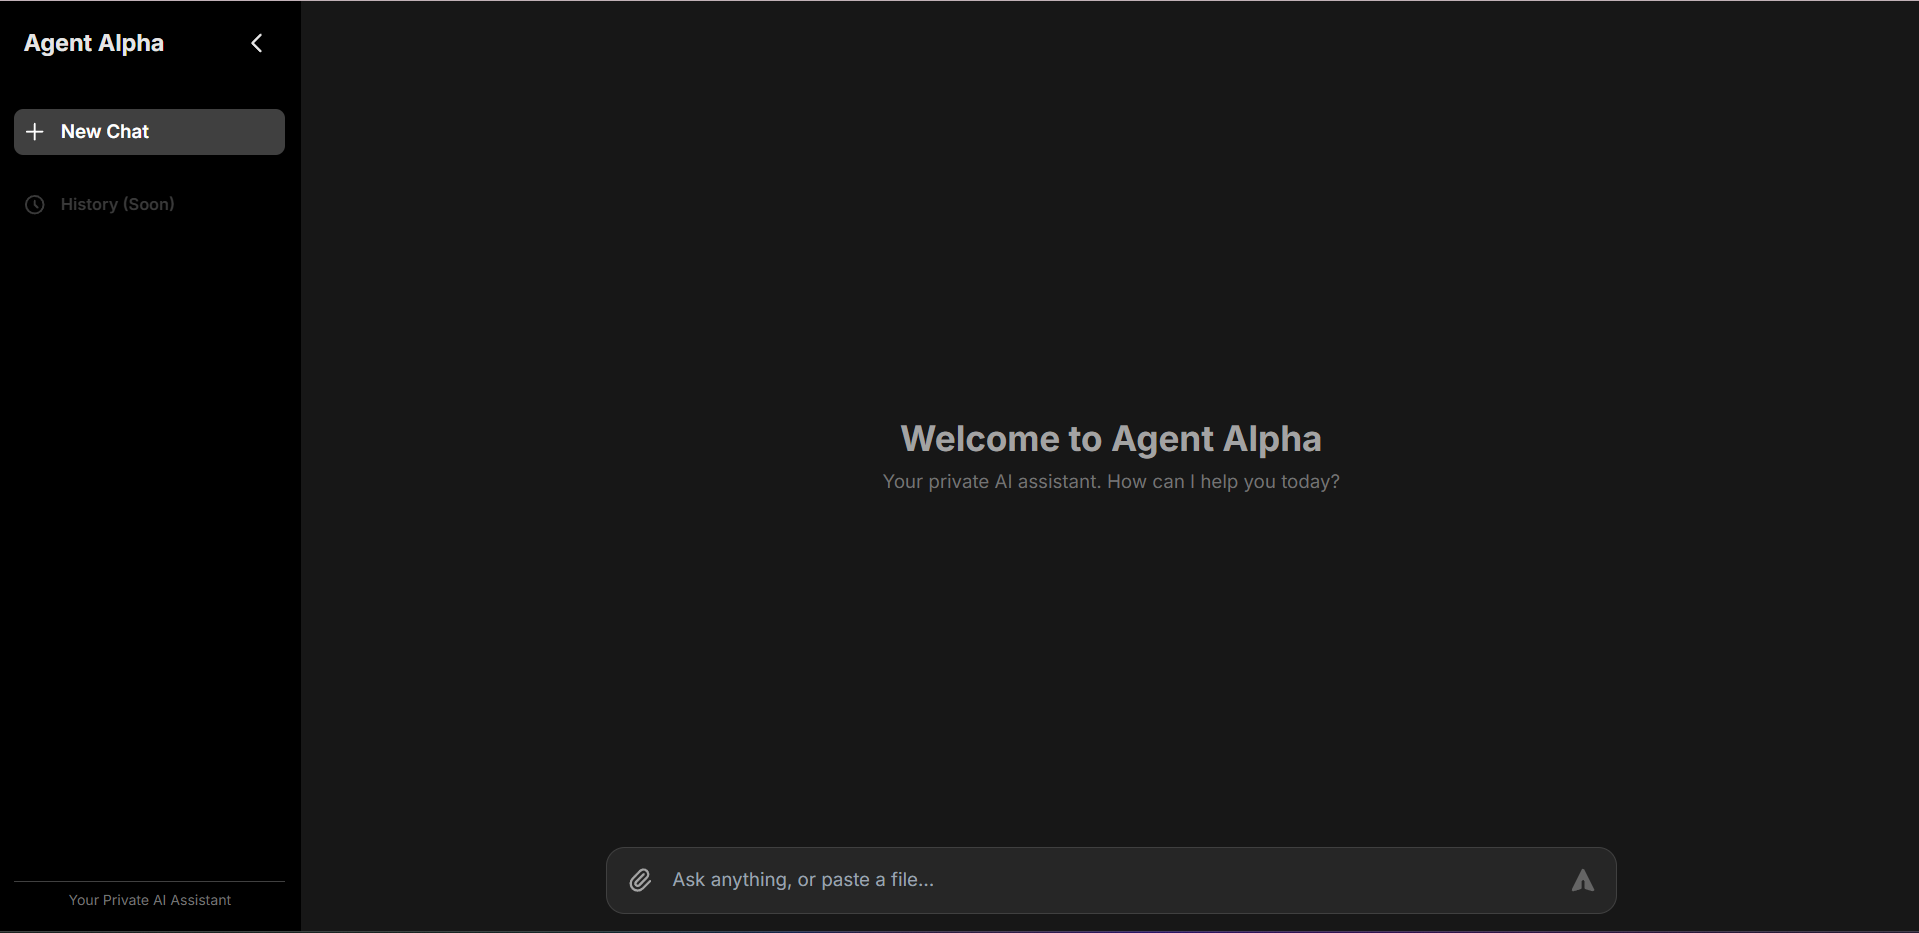 Agent Alpha
New Chat
History (Soon)
Welcome to Agent Alpha
Your private AI assistant. How can I help you today?
Ask anything, or paste a file...
Your Private AI Assistant